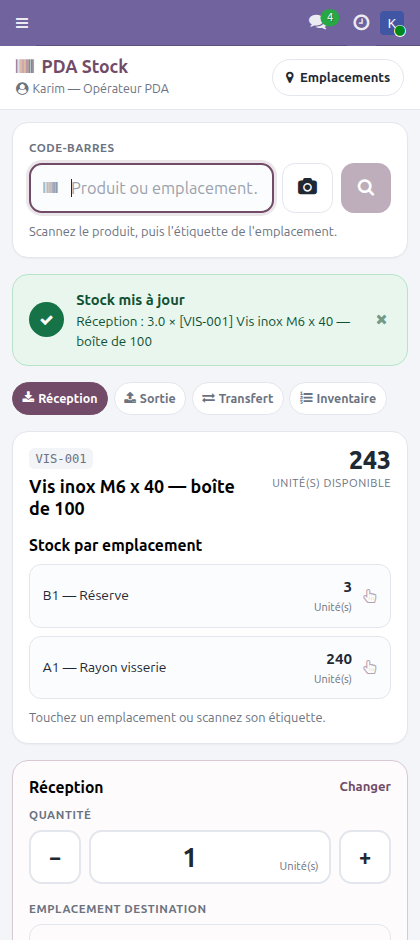 4
K
PDA Stock
Karim — Opérateur PDA
Emplacements
CODE-BARRES
Produit ou emplacement.
Scannez le produit, puis l'étiquette de l'emplacement.
Stock mis à jour
Réception : 3.0 × [VIS-001] Vis inox M6 x 40 —
boîte de 100
Réception
Sortie
Transfert
Inventaire
VIS-001
243
UNITÉ(S) DISPONIBLE
Vis inox M6 x 40 — boîte
de 100
Stock par emplacement
B1 — Réserve
3
Unité(s)
A1 — Rayon visserie
240
Unité(s)
Touchez un emplacement ou scannez son étiquette.
Réception
Changer
QUANTITÉ
−
1
Unité(s)
+
EMPLACEMENT DESTINATION